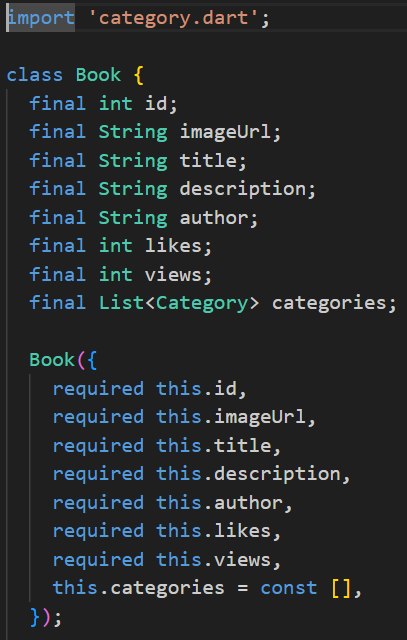 import 'category.dart';
class Book {
final int id;
final String imageUrl;
final String title;
final String description;
final String author;
final int likes;
final int views;
final List<Category> categories;
Book({
required this.id,
required this.imageUrl,
required this.title,
required this.description,
required this.author,
required this.likes,
required this.views,
this.categories = const [],
});